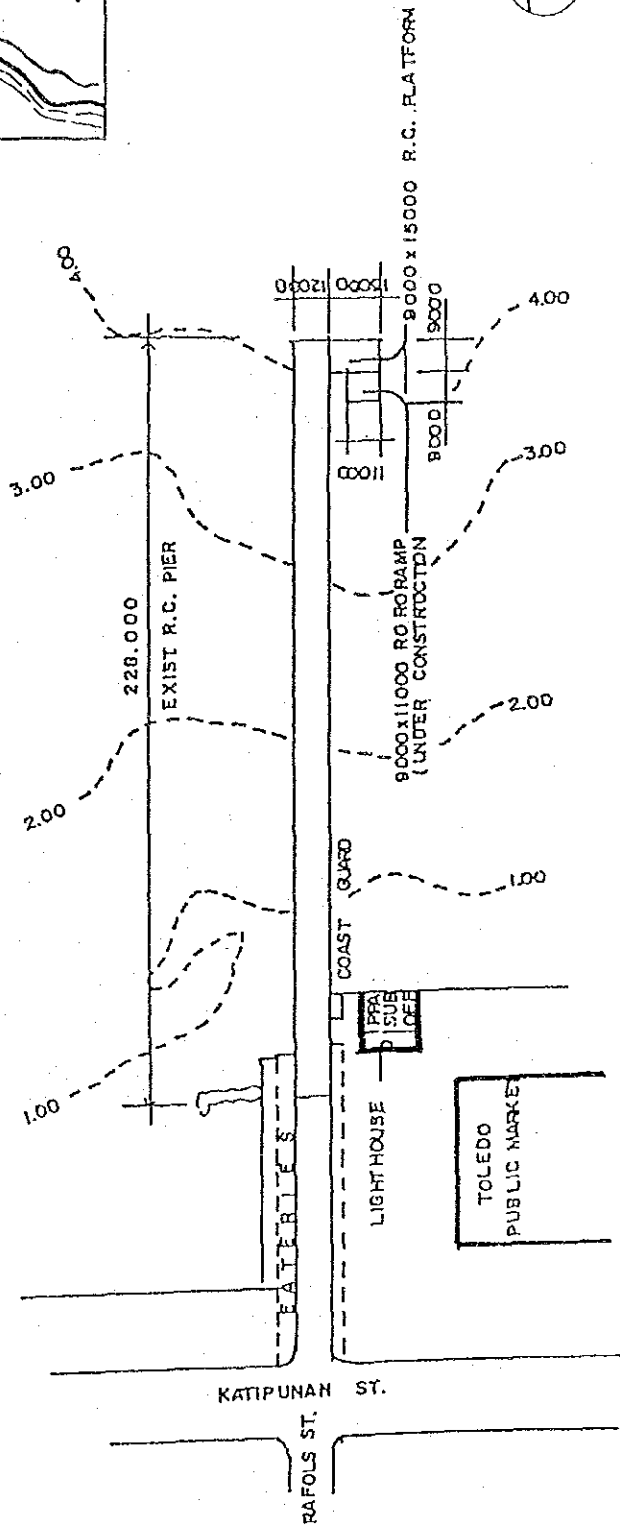 R.C. PLATFORM
9000 x 15000
4.00
12000
15000
9000
9000
4.00
11000
3.00
3.00
228.000
EXIST R.C. PIER
9000x11000 RO RO RAMP
(UNDER CONSTRUCTION
2.00
2.00
COAST GUARD
1.00
1.00
PPA
SUB
OFF
LIGHTHOUSE
EATERIES
TOLEDO
PUBLIC MARKET
KATIPUNAN ST.
RAFOLS ST.